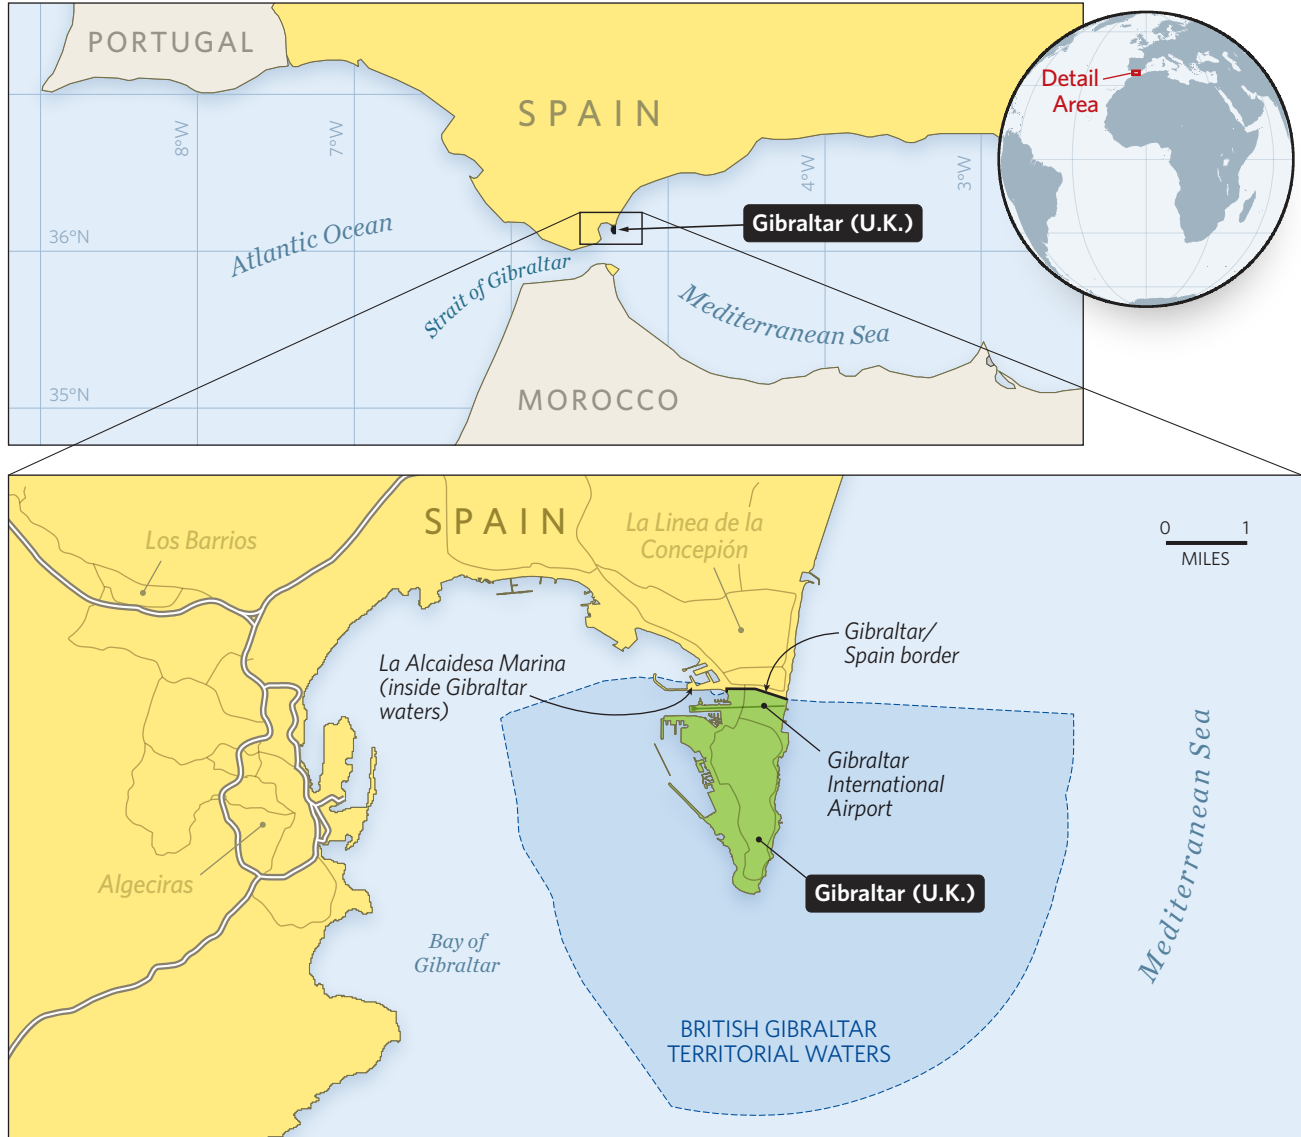 PORTUGAL
SPAIN
Detail
Area
8°W
7°W
4°W
3°W
Gibraltar (U.K.)
36°N
Atlantic Ocean
Strait of Gibraltar
Mediterranean Sea
35°N
MOROCCO
SPAIN
La Linea de la
Concepión
Los Barrios
0 1
MILES
Gibraltar/
Spain border
La Alcaidesa Marina
(inside Gibraltar
waters)
Gibraltar
International
Airport
Mediterranean Sea
Algeciras
Gibraltar (U.K.)
Bay of
Gibraltar
BRITISH GIBRALTAR
TERRITORIAL WATERS